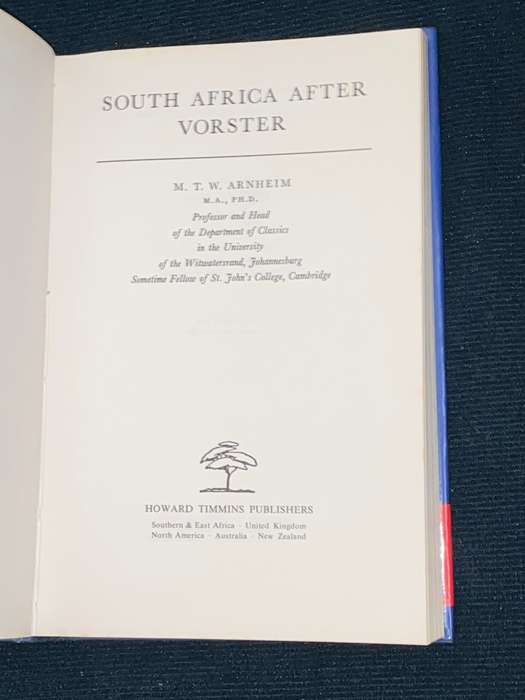 SOUTH AFRICA AFTER
VORSTER
M. T. W. ARNHEIM
M.A., PH.D.
Professor and Head
of the Department of Classics
in the University
of the Witwatersrand, Johannesburg
Sometime Fellow of St. John's College, Cambridge
HOWARD TIMMINS PUBLISHERS
Southern & East Africa · United Kingdom
North America · Australia · New Zealand